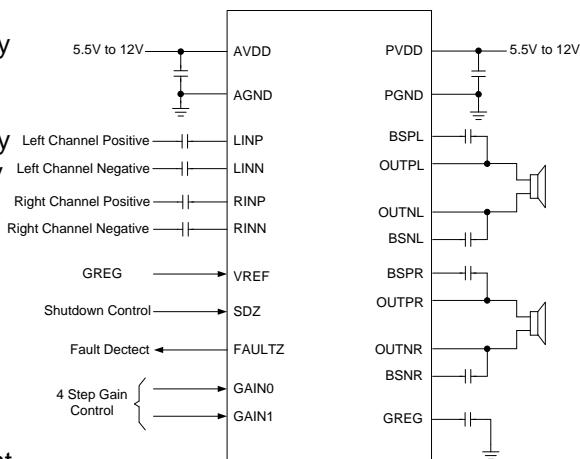 y
y
y
t
5.5V to 12V
AVDD
AGND
Left Channel Positive
LINP
Left Channel Negative
LINN
Right Channel Positive
RINP
Right Channel Negative
RINN
GREG
VREF
Shutdown Control
SDZ
Fault Dectect
FAULTZ
4 Step Gain
Control
GAIN0
GAIN1
PVDD
5.5V to 12V
PGND
BSPL
OUTPL
OUTNL
BSNL
BSPR
OUTPR
OUTNR
BSNR
GREG